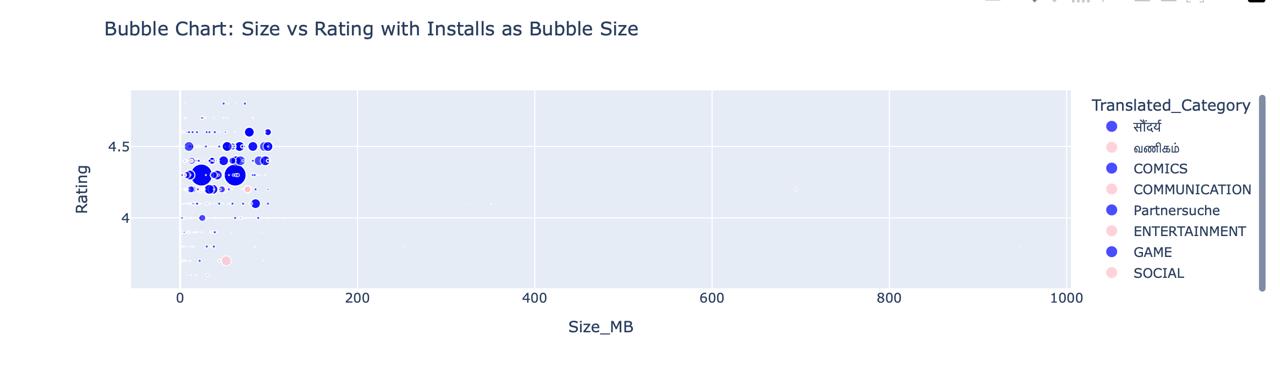 Bubble Chart: Size vs Rating with Installs as Bubble Size
Translated_Category
सौंदर्य
வணிகம்
COMICS
COMMUNICATION
Partnersuche
ENTERTAINMENT
GAME
SOCIAL
Rating
4.5
4
0
200
400
600
800
1000
Size_MB